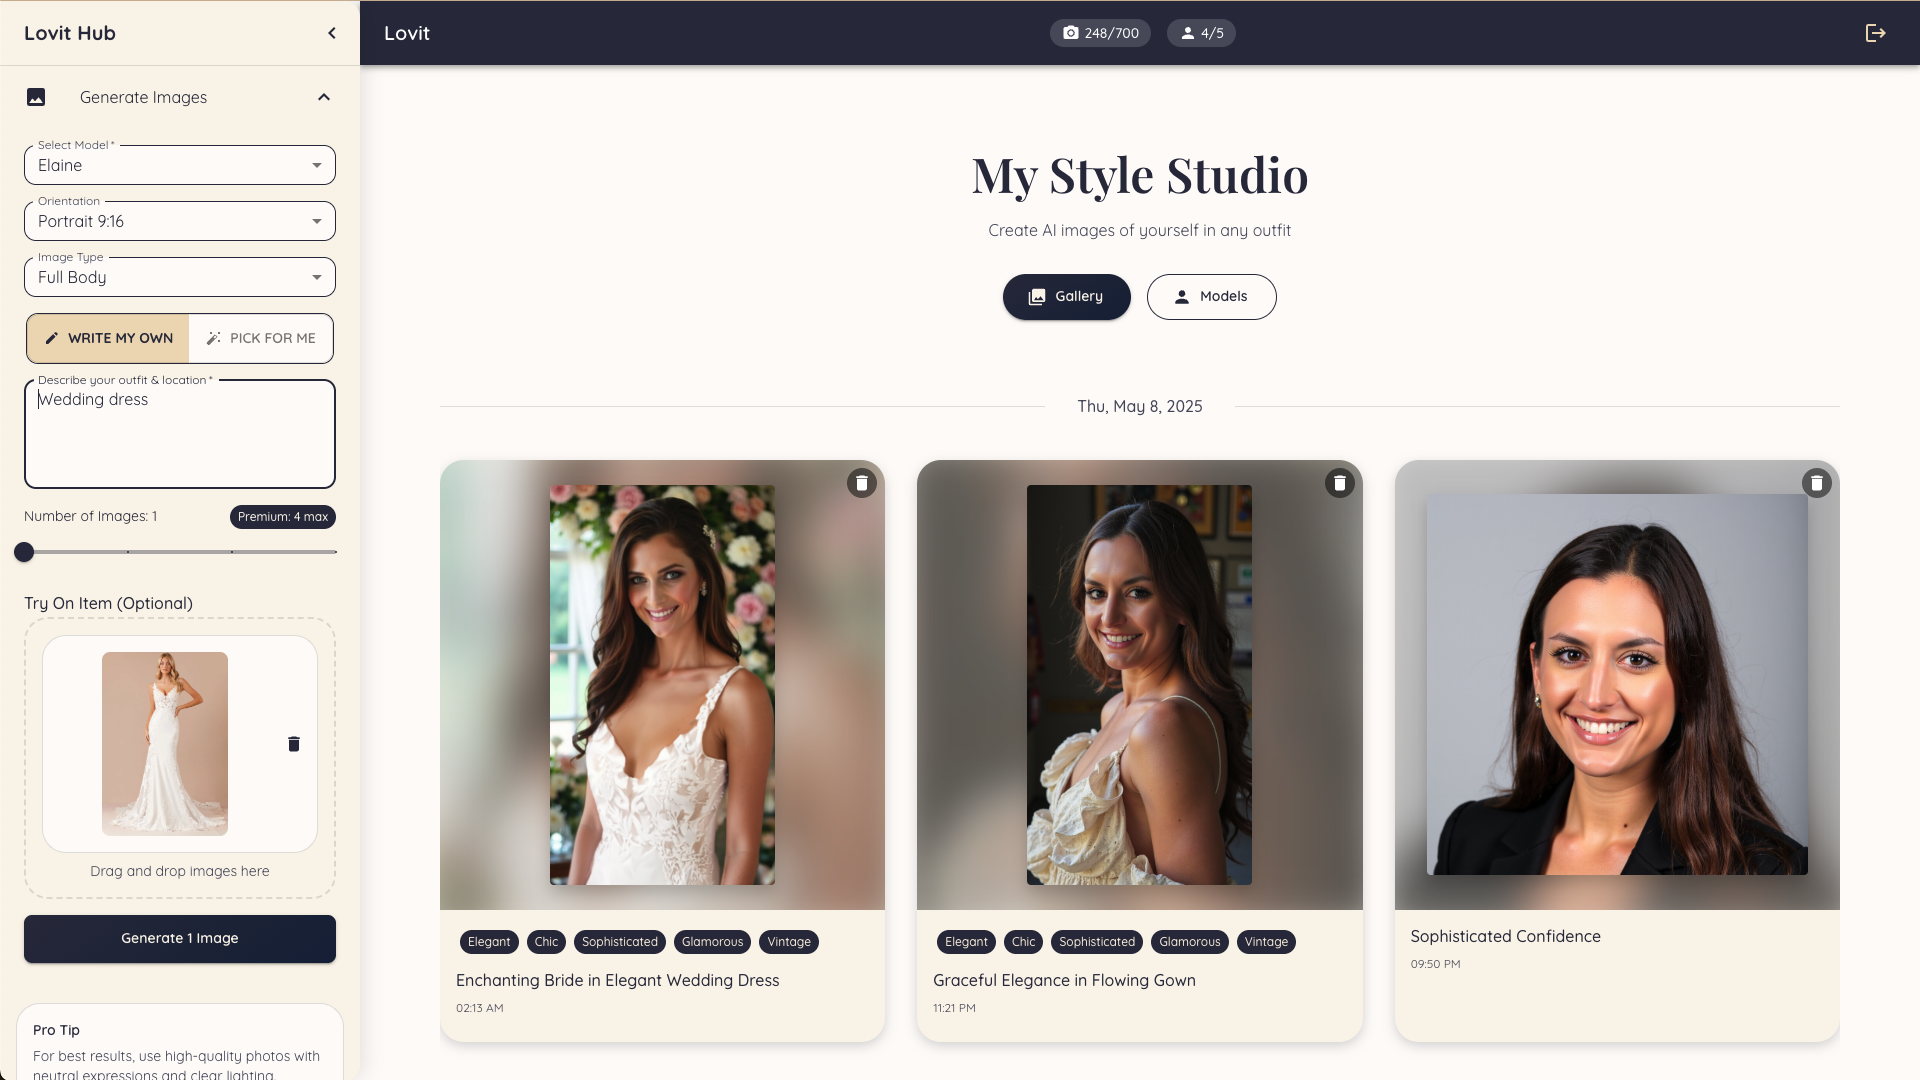 Lovit Hub
Lovit
248/700
4/5
Generate Images
Select Model *
Elaine
Orientation
Portrait 9:16
Image Type
Full Body
WRITE MY OWN
PICK FOR ME
Describe your outfit & location *
Wedding dress
Number of Images: 1
Premium: 4 max
Try On Item (Optional)
Drag and drop images here
Generate 1 Image
Pro Tip
For best results, use high-quality photos with
neutral expressions and clear lighting.
My Style Studio
Create AI images of yourself in any outfit
Gallery
Models
Thu, May 8, 2025
Elegant
Chic
Sophisticated
Glamorous
Vintage
Enchanting Bride in Elegant Wedding Dress
02:13 AM
Elegant
Chic
Sophisticated
Glamorous
Vintage
Graceful Elegance in Flowing Gown
11:21 PM
Sophisticated Confidence
09:50 PM